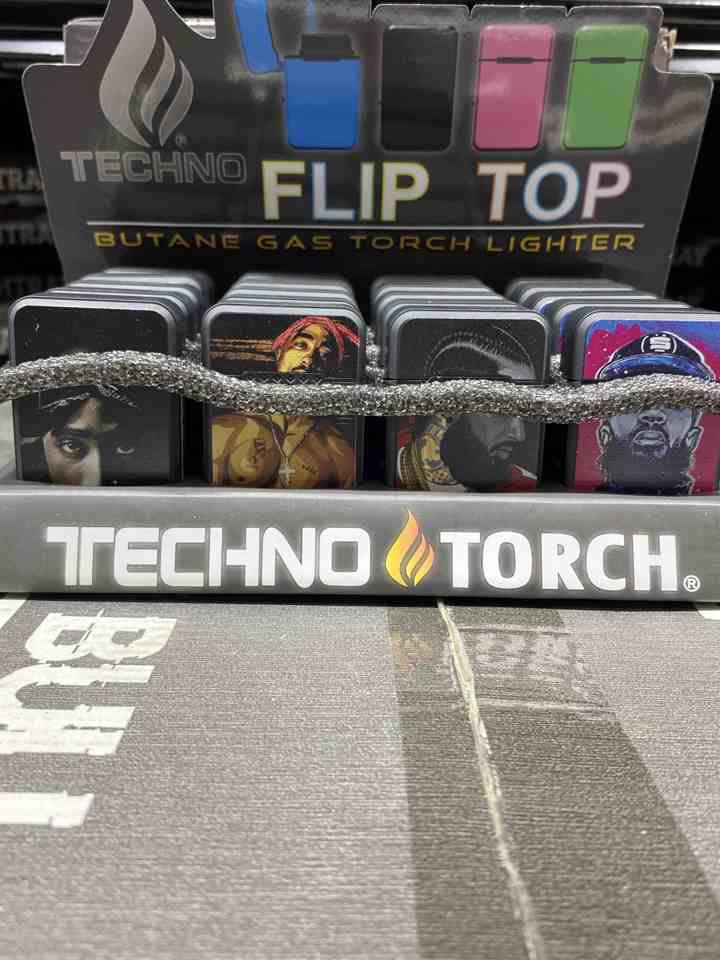 TECHNO
FLIP TOP
BUTANE GAS TORCH LIGHTER
TECHNO TORCH®